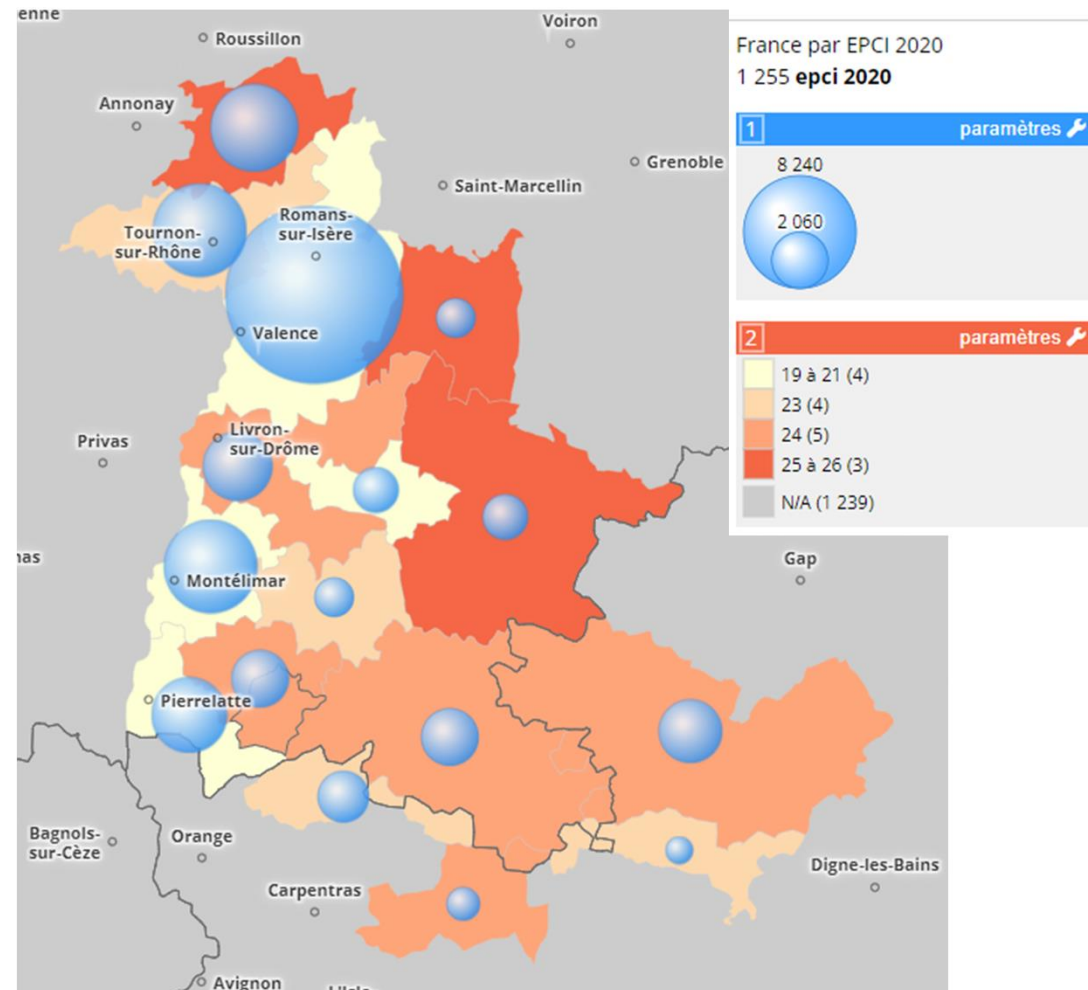 enne
Voiron
Roussillon
Annonay
Grenoble
Saint-Marcellin
Romans-
sur-Isère
Tournon-
sur-Rhône
Valence
Livron-
sur-Drôme
Privas
nas
Montélimar
Gap
Pierrelatte
Bagnols-
sur-Cèze
Orange
Digne-les-Bains
Carpentras
Avignon
France par EPCI 2020
1 255 epci 2020
1 paramètres
8 240
2 060
2 paramètres
19 à 21 (4)
23 (4)
24 (5)
25 à 26 (3)
N/A (1 239)